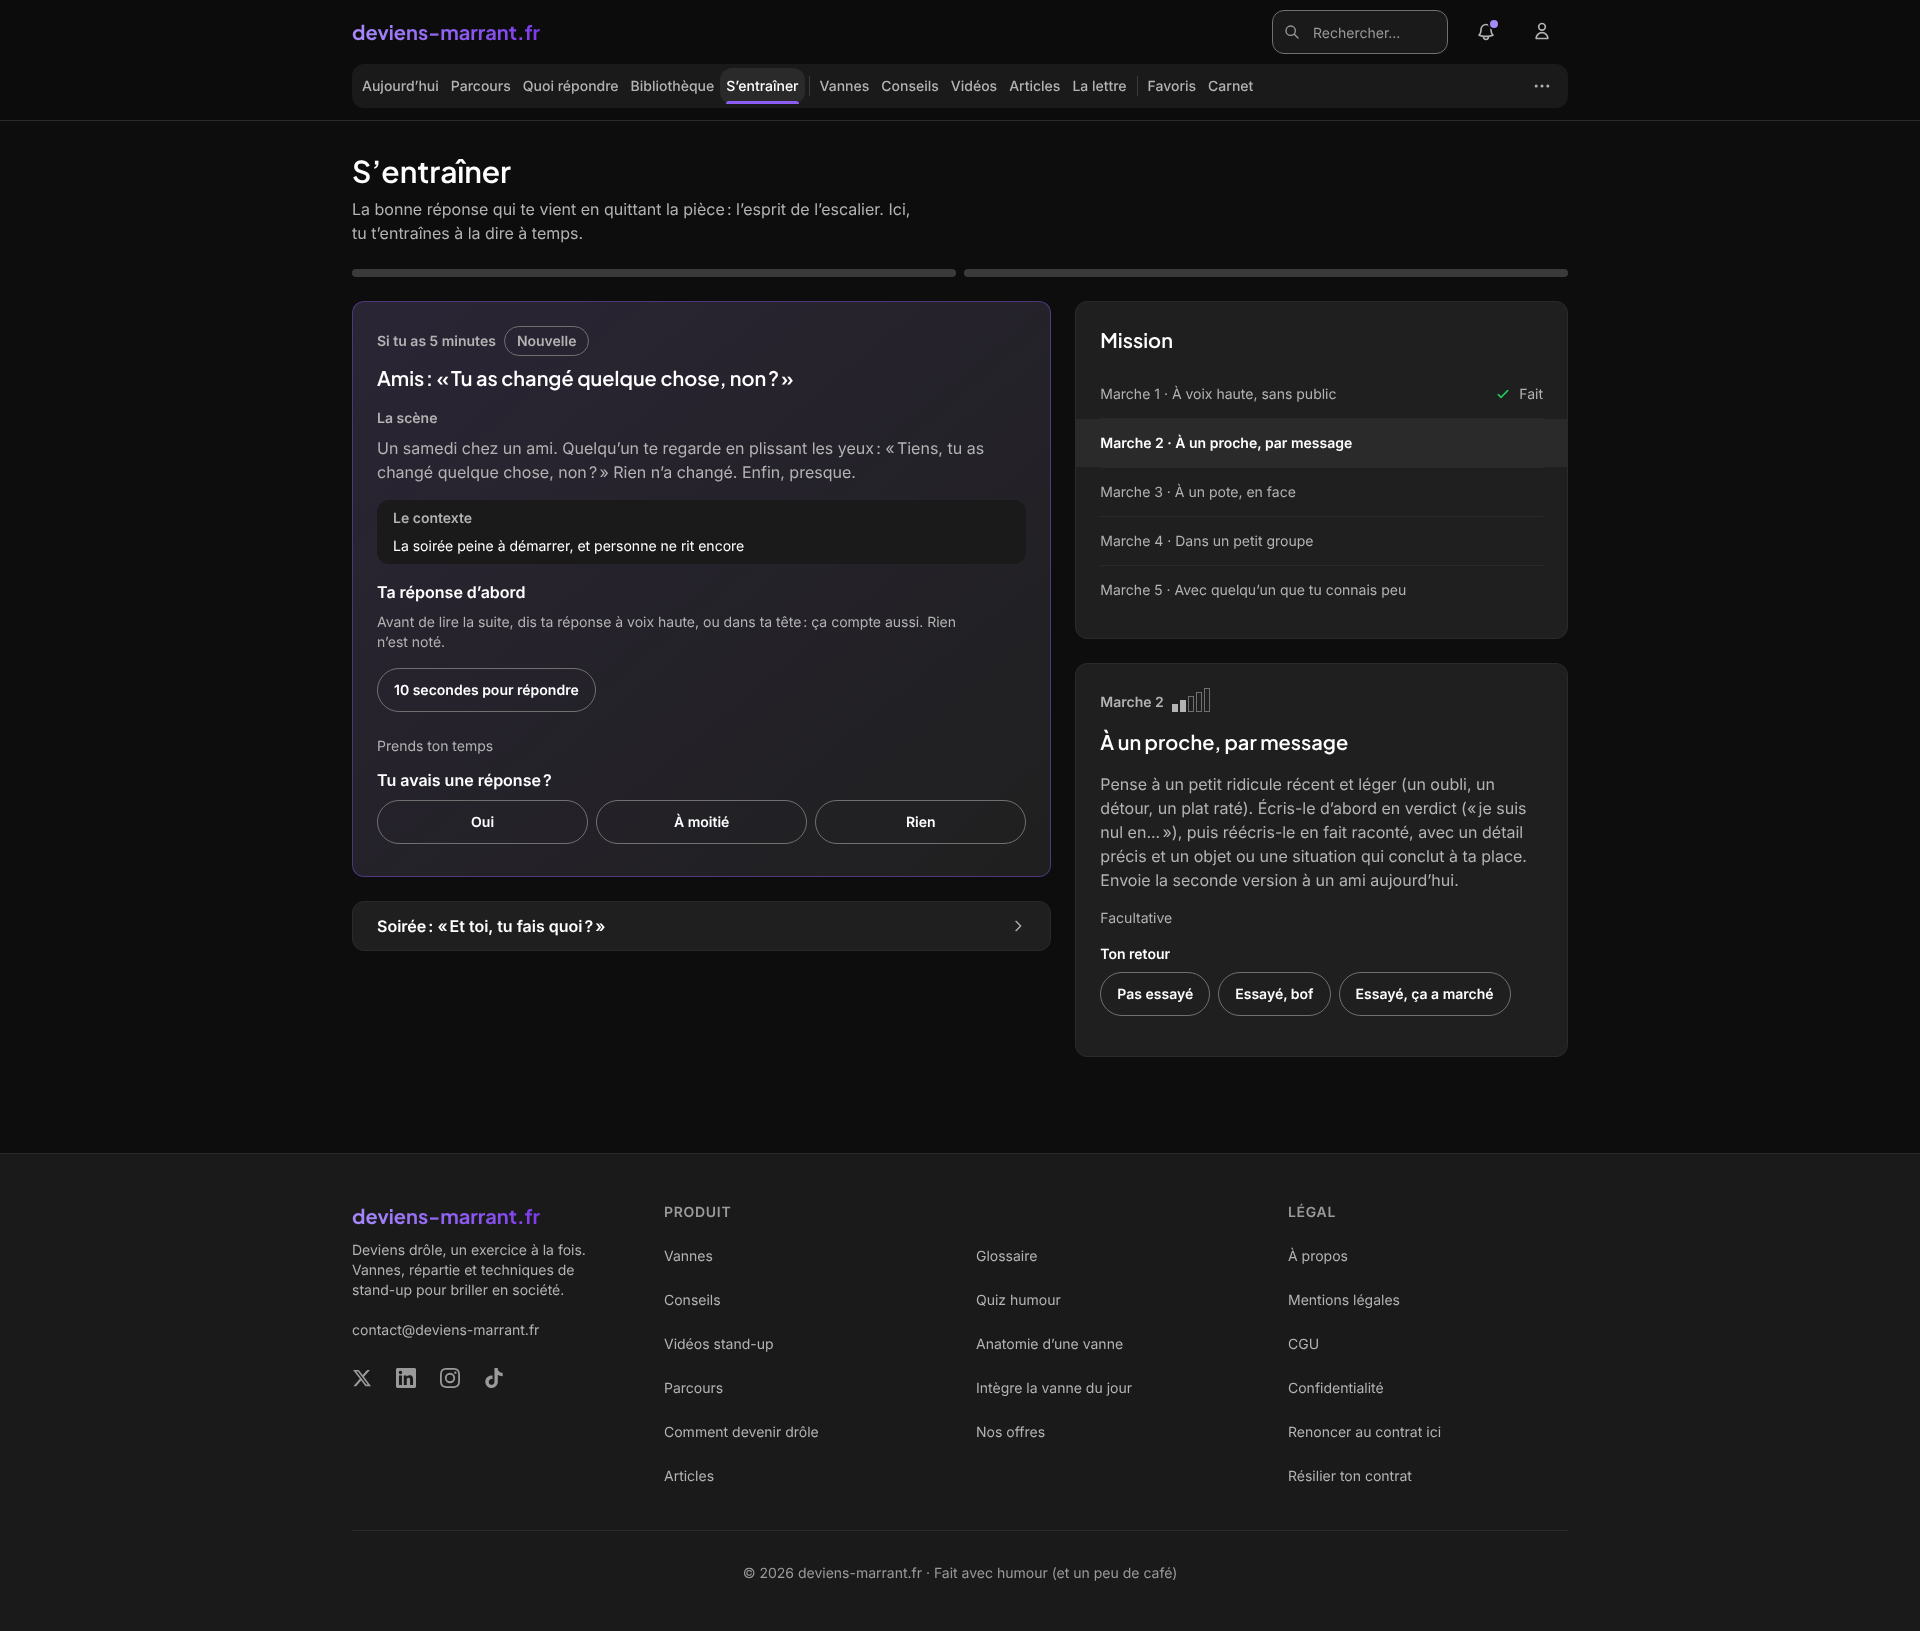 deviens-marrant.fr
Rechercher...
Aujourd’hui Parcours Quoi répondre Bibliothèque S’entraîner Vannes Conseils Vidéos Articles La lettre Favoris Carnet
S’entraîner
La bonne réponse qui te vient en quittant la pièce : l’esprit de l’escalier. Ici,
tu t’entraînes à la dire à temps.
Si tu as 5 minutes Nouvelle
Amis : « Tu as changé quelque chose, non ? »
La scène
Un samedi chez un ami. Quelqu’un te regarde en plissant les yeux : « Tiens, tu as
changé quelque chose, non ? » Rien n’a changé. Enfin, presque.
Le contexte
La soirée peine à démarrer, et personne ne rit encore
Ta réponse d’abord
Avant de lire la suite, dis ta réponse à voix haute, ou dans ta tête : ça compte aussi. Rien
n’est noté.
10 secondes pour répondre
Prends ton temps
Tu avais une réponse ?
Oui À moitié Rien
Soirée : « Et toi, tu fais quoi ? »
Mission
Marche 1 · À voix haute, sans public Fait
Marche 2 · À un proche, par message
Marche 3 · À un pote, en face
Marche 4 · Dans un petit groupe
Marche 5 · Avec quelqu’un que tu connais peu
Marche 2
À un proche, par message
Pense à un petit ridicule récent et léger (un oubli, un
détour, un plat raté). Écris-le d’abord en verdict (« je suis
nul en... »), puis réécris-le en fait raconté, avec un détail
précis et un objet ou une situation qui conclut à ta place.
Envoie la seconde version à un ami aujourd’hui.
Facultative
Ton retour
Pas essayé Essayé, bof Essayé, ça a marché
deviens-marrant.fr
Deviens drôle, un exercice à la fois.
Vannes, répartie et techniques de
stand-up pour briller en société.
contact@deviens-marrant.fr
PRODUIT
Vannes
Conseils
Vidéos stand-up
Parcours
Comment devenir drôle
Articles
Glossaire
Quiz humour
Anatomie d’une vanne
Intègre la vanne du jour
Nos offres
LÉGAL
À propos
Mentions légales
CGU
Confidentialité
Renoncer au contrat ici
Résilier ton contrat
© 2026 deviens-marrant.fr · Fait avec humour (et un peu de café)